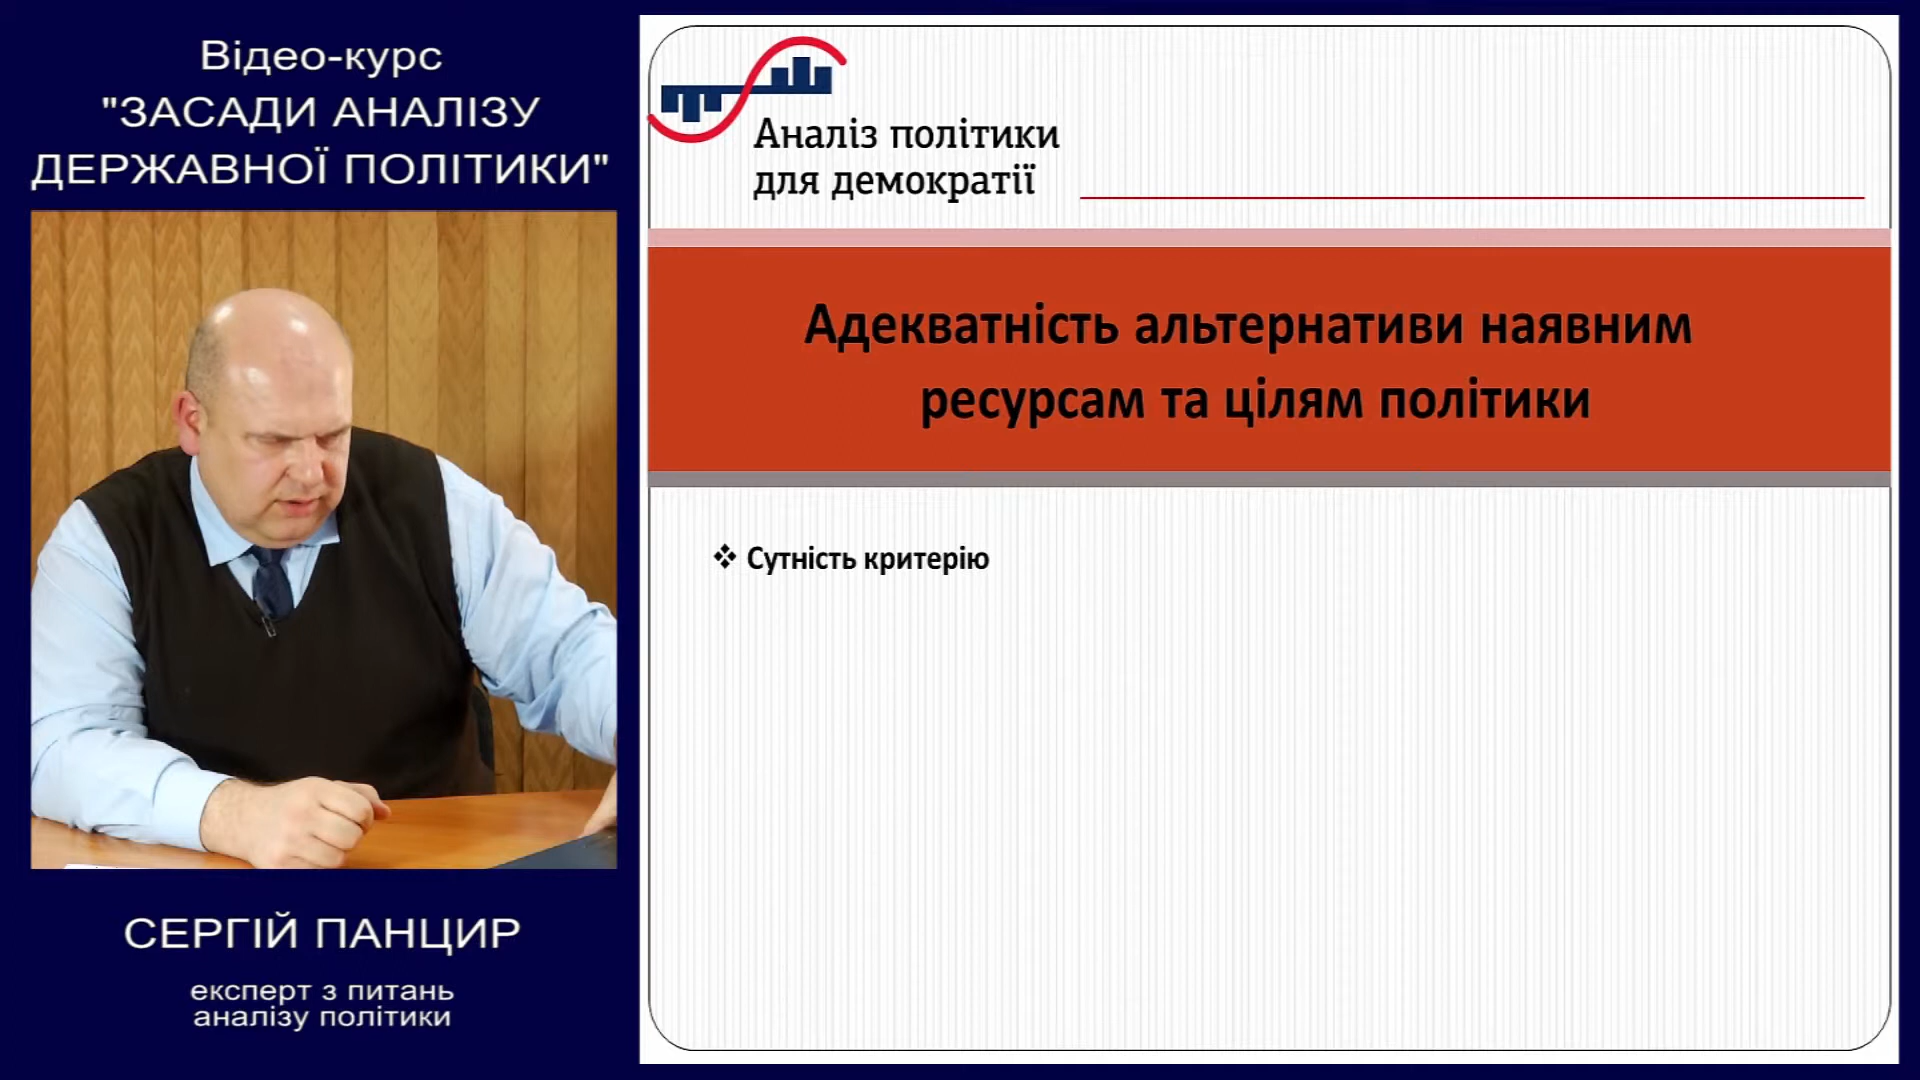 Відео-курс
"ЗАСАДИ АНАЛІЗУ
ДЕРЖАВНОЇ ПОЛІТИКИ"
СЕРГІЙ ПАНЦИР
експерт з питань
аналізу політики
Аналіз політики
для демократії
Адекватність альтернативи наявним
ресурсам та цілям політики
❖ Сутність критерію